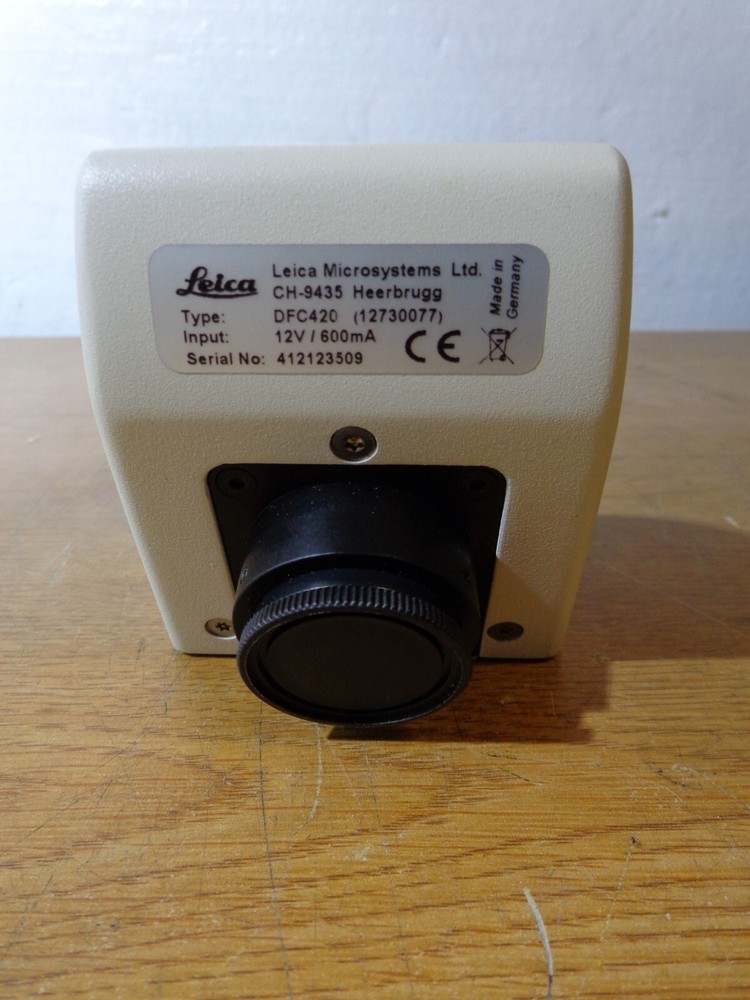 Leica
Leica Microsystems Ltd.
CH-9435 Heerbrugg
Type: DFC420 (12730077)
Input: 12V / 600mA
Serial No: 412123509
CE
Made in
Germany